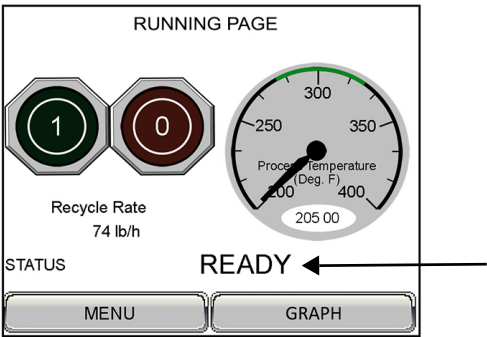 RUNNING PAGE
1
0
300
250
350
Process Temperature
(Deg. F)
200
400
205 00
Recycle Rate
74 lb/h
STATUS
READY
MENU
GRAPH